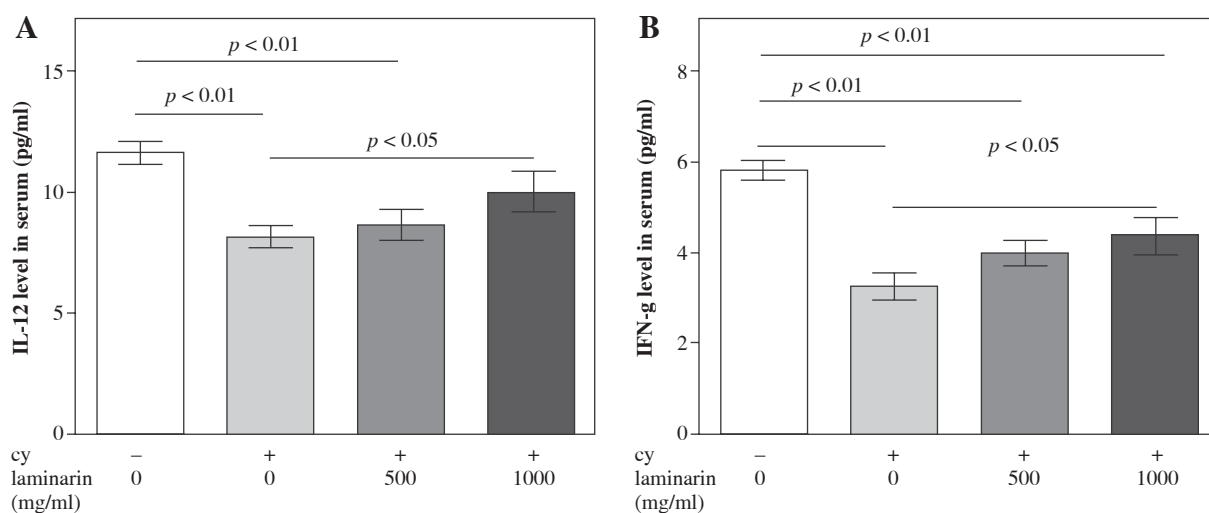 A
p < 0.01
p < 0.01
p < 0.05
IL-12 level in serum (pg/ml)
15
10
5
0
cy – + + +
laminarin 0 0 500 1000
(mg/ml)
B
p < 0.01
p < 0.01
p < 0.05
IFN-g level in serum (pg/ml)
8
6
4
2
0
cy – + + +
laminarin 0 0 500 1000
(mg/ml)